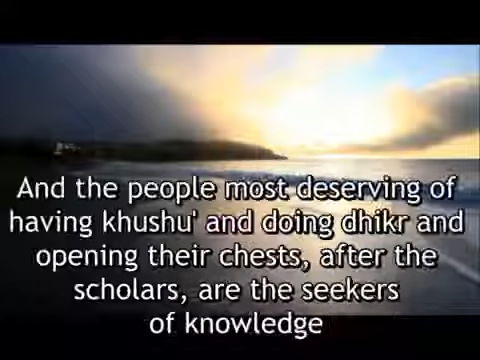 And the people most deserving of
having khushu' and doing dhikr and
opening their chests, after the
scholars, are the seekers
of knowledge